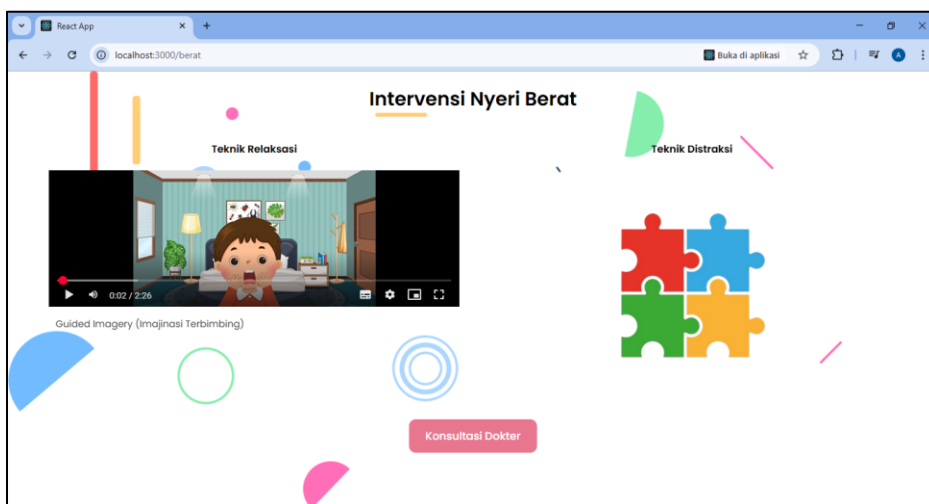 React App
localhost:3000/berat
Buka di aplikasi
A
Intervensi Nyeri Berat
Teknik Relaksasi
Teknik Distraksi
0:02 / 2:26
Guided Imagery (Imajinasi Terbimbing)
Konsultasi Dokter